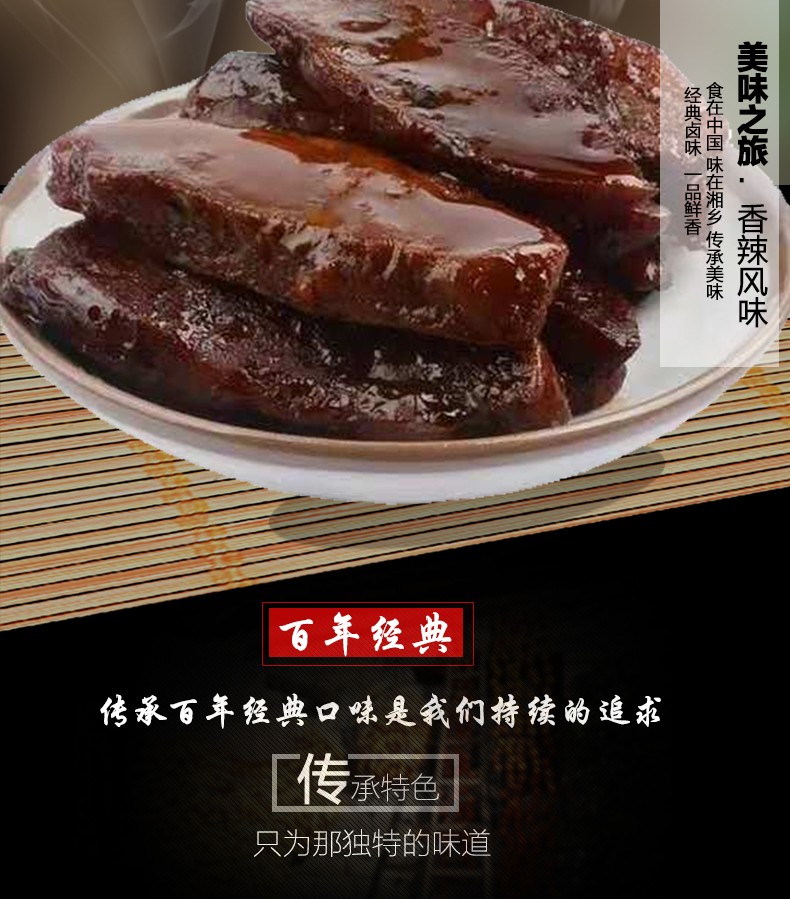 美味之旅 · 香辣风味
食在中国 味在湘乡 传承美味
经典卤味 一品鲜香
百年经典
传承百年经典口味是我们持续的追求
传承特色
只为那独特的味道